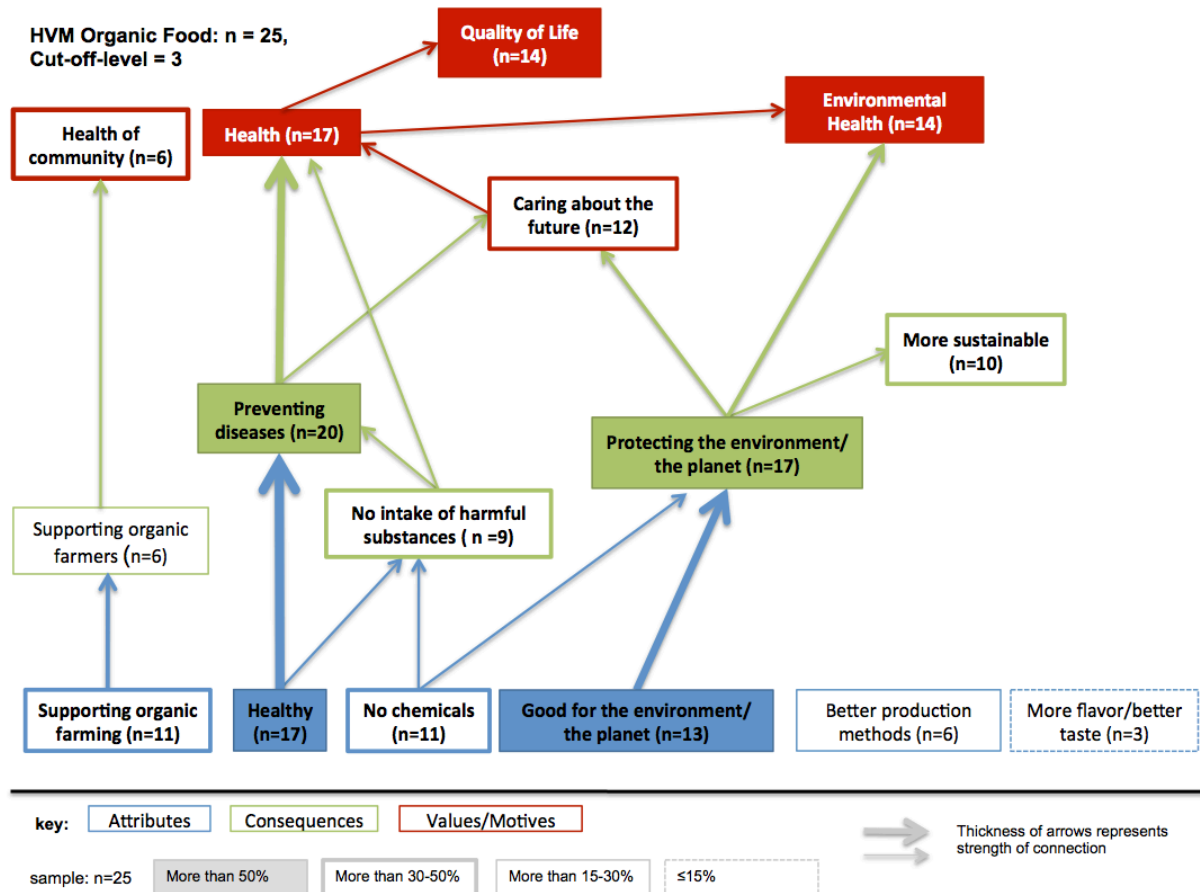 HVM Organic Food: n = 25,
Cut-off-level = 3
Quality of Life
(n=14)
Health of
community (n=6)
Health (n=17)
Environmental
Health (n=14)
Caring about the
future (n=12)
More sustainable
(n=10)
Preventing
diseases (n=20)
Protecting the environment/
the planet (n=17)
Supporting organic
farmers (n=6)
No intake of harmful
substances ( n =9)
Supporting organic
farming (n=11)
Healthy
(n=17)
No chemicals
(n=11)
Good for the environment/
the planet (n=13)
Better production
methods (n=6)
More flavor/better
taste (n=3)
key:
Attributes
Consequences
Values/Motives
Thickness of arrows represents
strength of connection
sample: n=25
More than 50%
More than 30-50%
More than 15-30%
≤15%